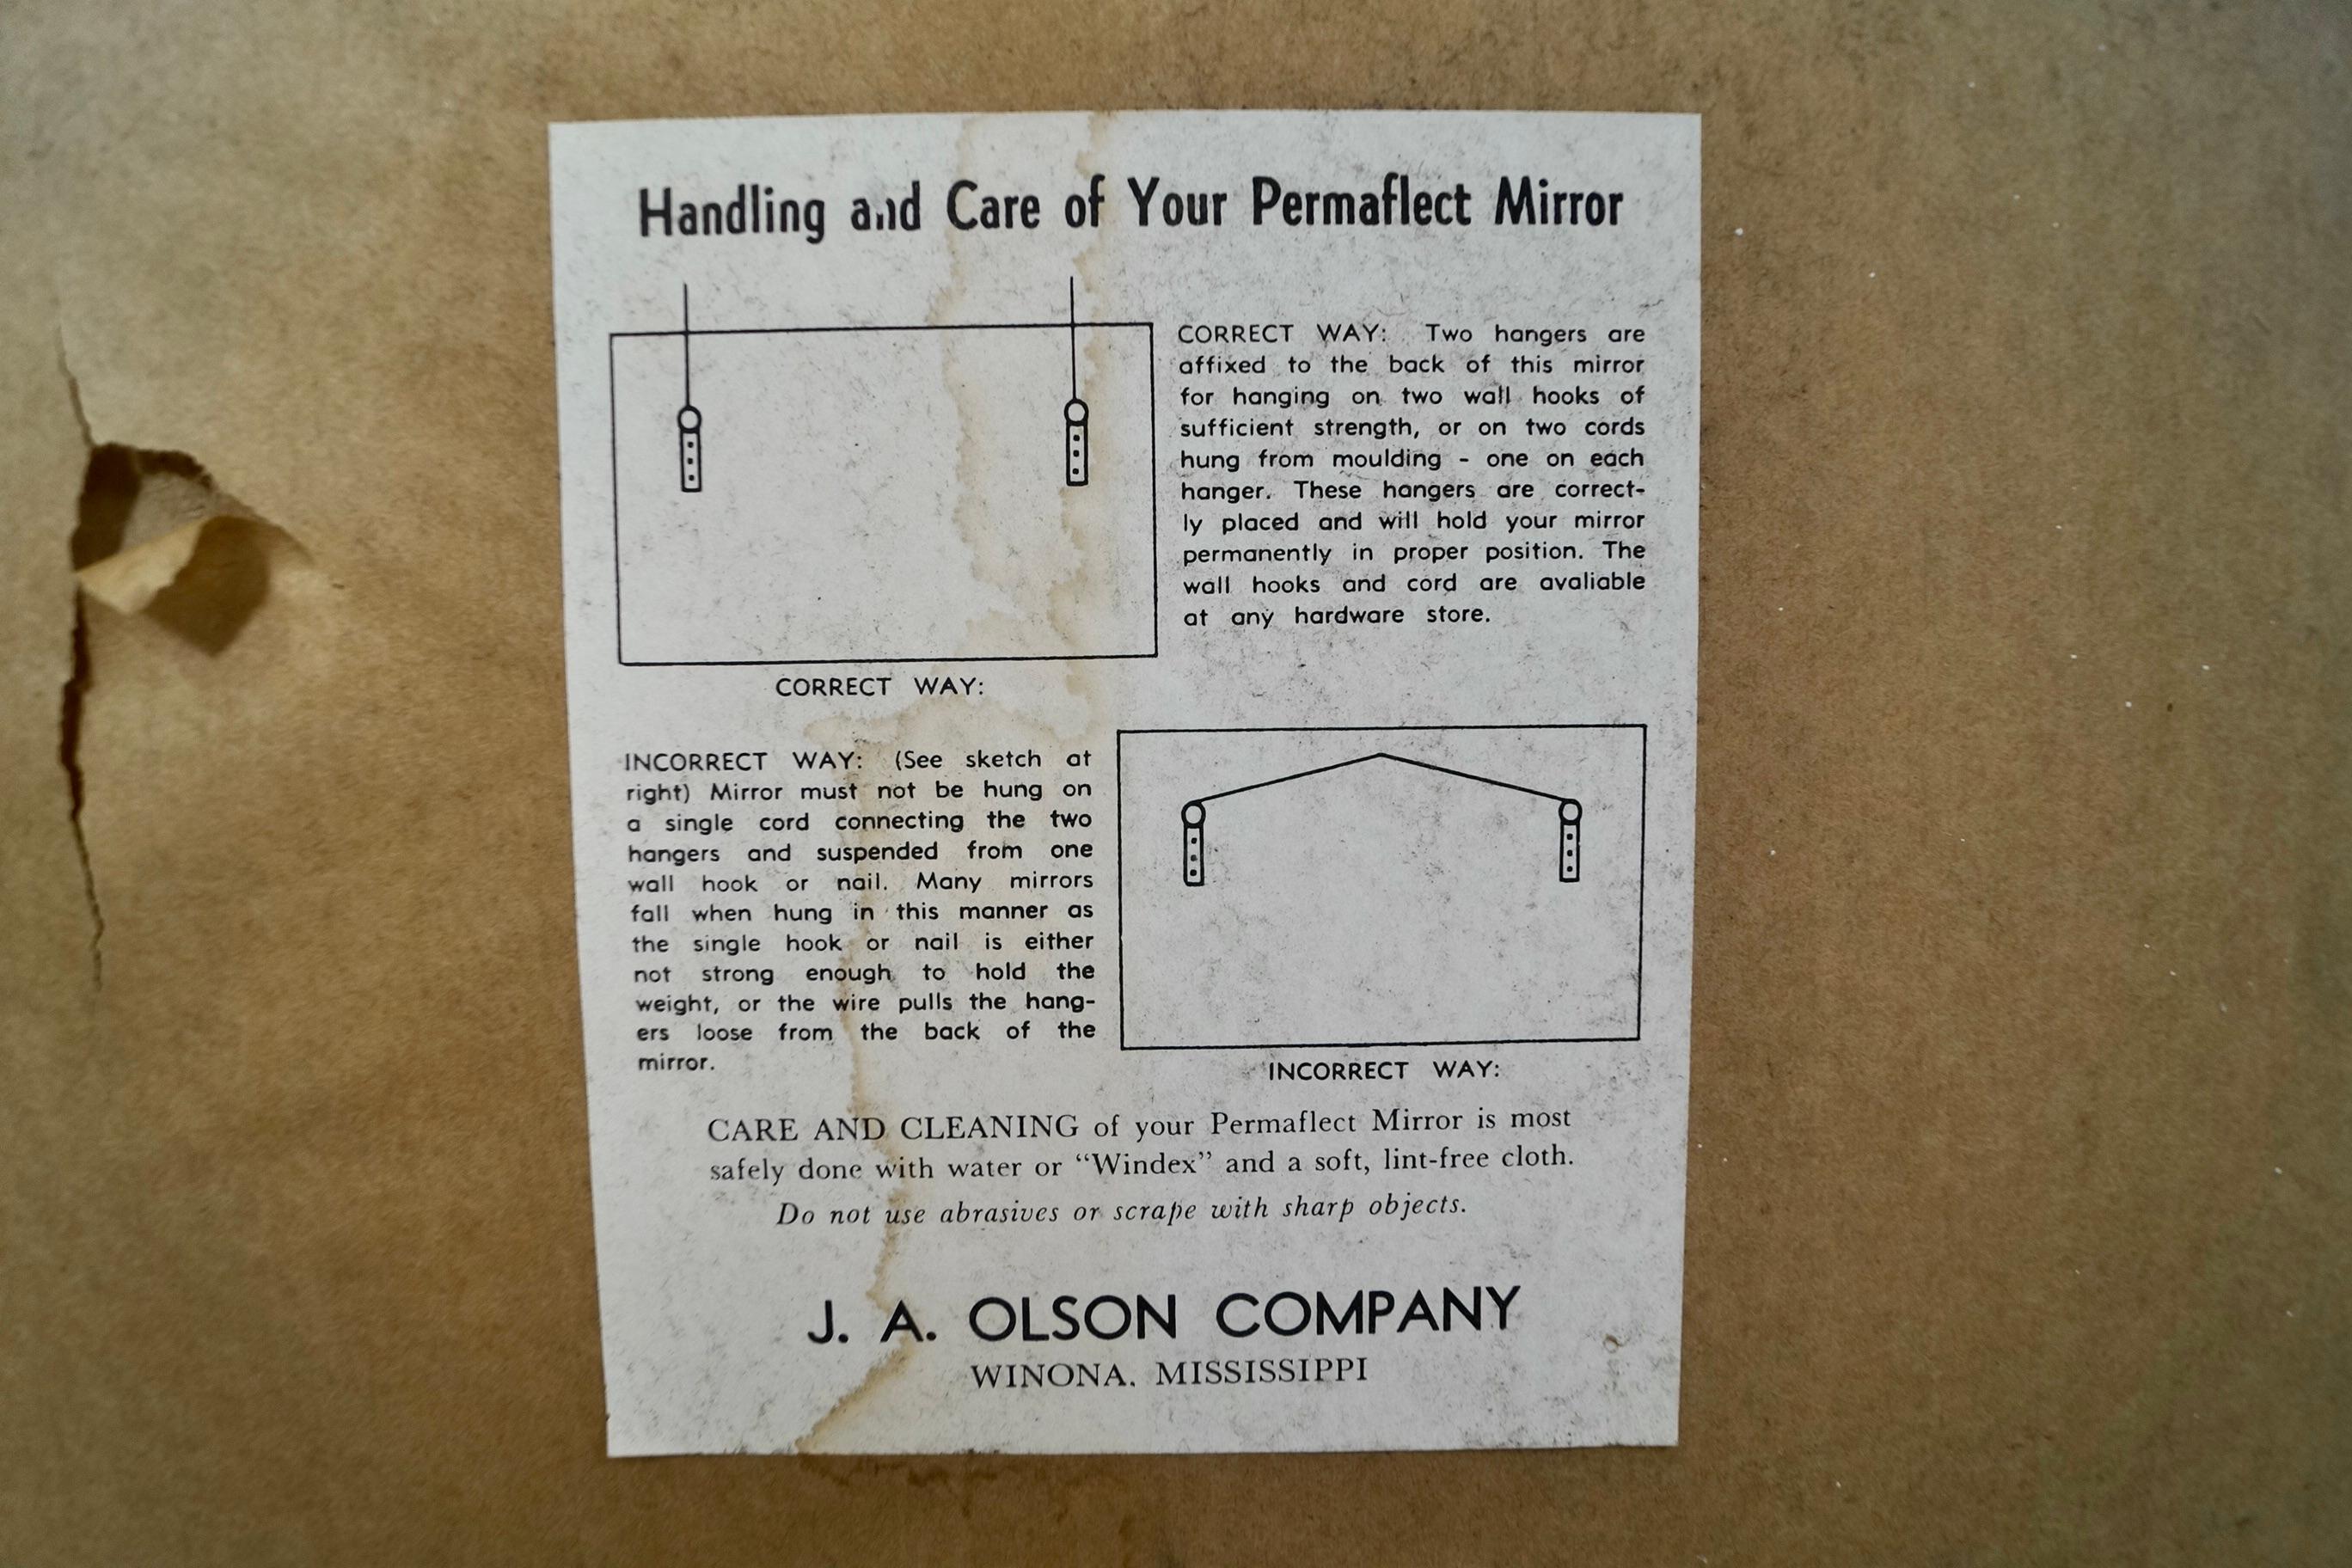 Handling and Care of Your Permaflect Mirror
CORRECT WAY: Two hangers are
affixed to the back of this mirror
for hanging on two wall hooks of
sufficient strength, or on two cords
hung from moulding - one on each
hanger. These hangers are correct-
ly placed and will hold your mirror
permanently in proper position. The
wall hooks and cord are avaliable
at any hardware store.
CORRECT WAY:
INCORRECT WAY: (See sketch at
right) Mirror must not be hung on
a single cord connecting the two
hangers and suspended from one
wall hook or nail. Many mirrors
fall when hung in this manner as
the single hook or nail is either
not strong enough to hold the
weight, or the wire pulls the hang-
ers loose from the back of the
mirror.
INCORRECT WAY:
CARE AND CLEANING of your Permaflect Mirror is most
safely done with water or “Windex” and a soft, lint-free cloth.
Do not use abrasives or scrape with sharp objects.
J. A. OLSON COMPANY
WINONA, MISSISSIPPI